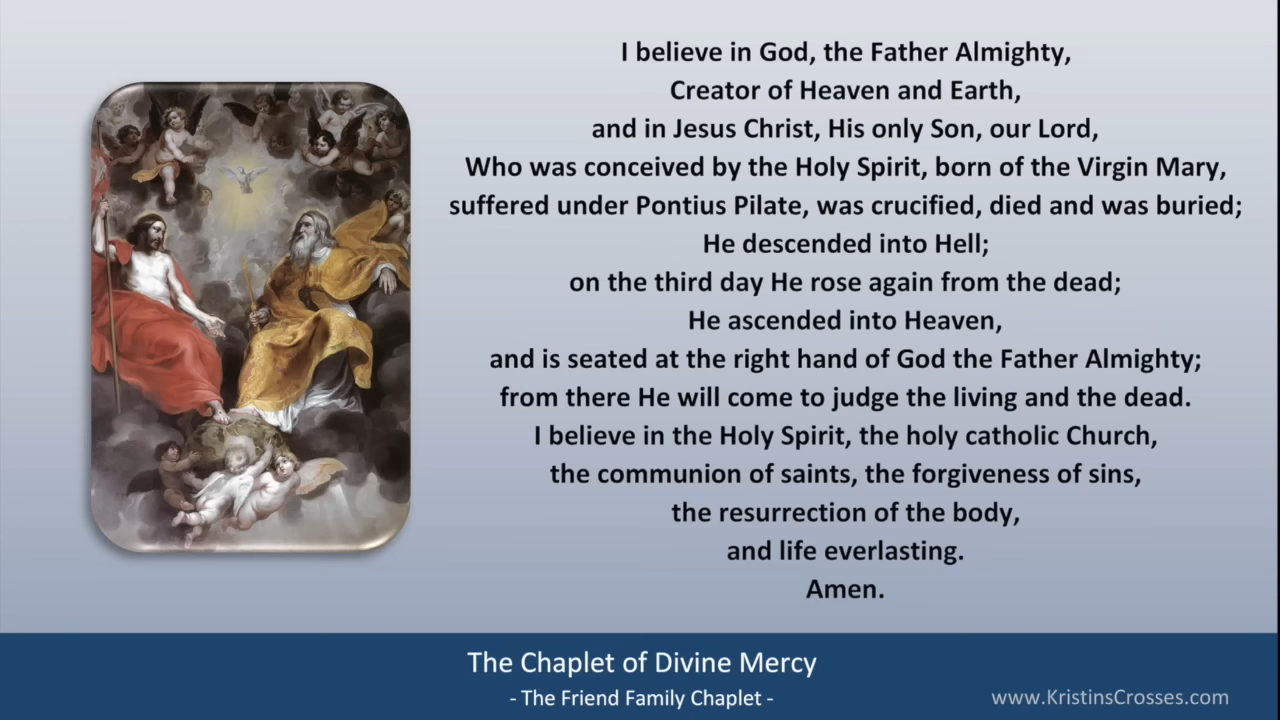 I believe in God, the Father Almighty,
Creator of Heaven and Earth,
and in Jesus Christ, His only Son, our Lord,
Who was conceived by the Holy Spirit, born of the Virgin Mary,
suffered under Pontius Pilate, was crucified, died and was buried;
He descended into Hell;
on the third day He rose again from the dead;
He ascended into Heaven,
and is seated at the right hand of God the Father Almighty;
from there He will come to judge the living and the dead.
I believe in the Holy Spirit, the holy catholic Church,
the communion of saints, the forgiveness of sins,
the resurrection of the body,
and life everlasting.
Amen.
The Chaplet of Divine Mercy
- The Friend Family Chaplet -
www.KristinsCrosses.com